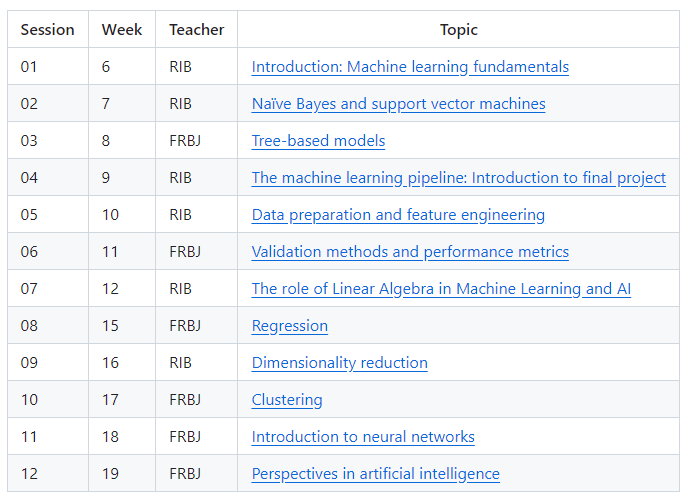 Session Week Teacher Topic
01 6 RIB Introduction: Machine learning fundamentals
02 7 RIB Naïve Bayes and support vector machines
03 8 FRBJ Tree-based models
04 9 RIB The machine learning pipeline: Introduction to final project
05 10 RIB Data preparation and feature engineering
06 11 FRBJ Validation methods and performance metrics
07 12 RIB The role of Linear Algebra in Machine Learning and AI
08 15 FRBJ Regression
09 16 RIB Dimensionality reduction
10 17 FRBJ Clustering
11 18 FRBJ Introduction to neural networks
12 19 FRBJ Perspectives in artificial intelligence